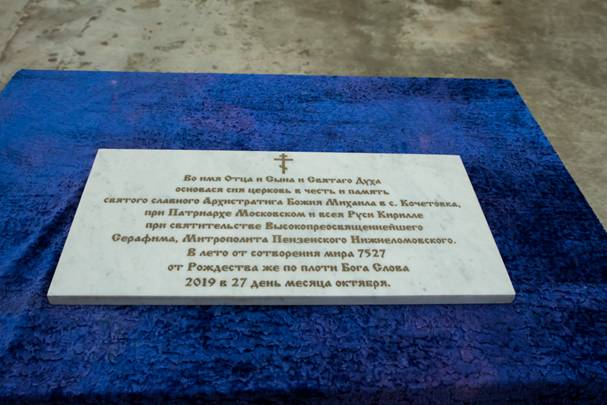 Во имя Отца и Сына и Святаго Духа
основася сия церковь в честь и память
святого славного Архистратига Божия Михаила в с. Кочетовка,
при Патриархе Московском и всея Руси Кирилле
при святительстве Высокопреосвященнейшего
Серафима, Митрополита Пензенского Нижнеломовского.
В лето от сотворения мира 7527
от Рождества же по плоти Бога Слова
2019 в 27 день месяца октября.